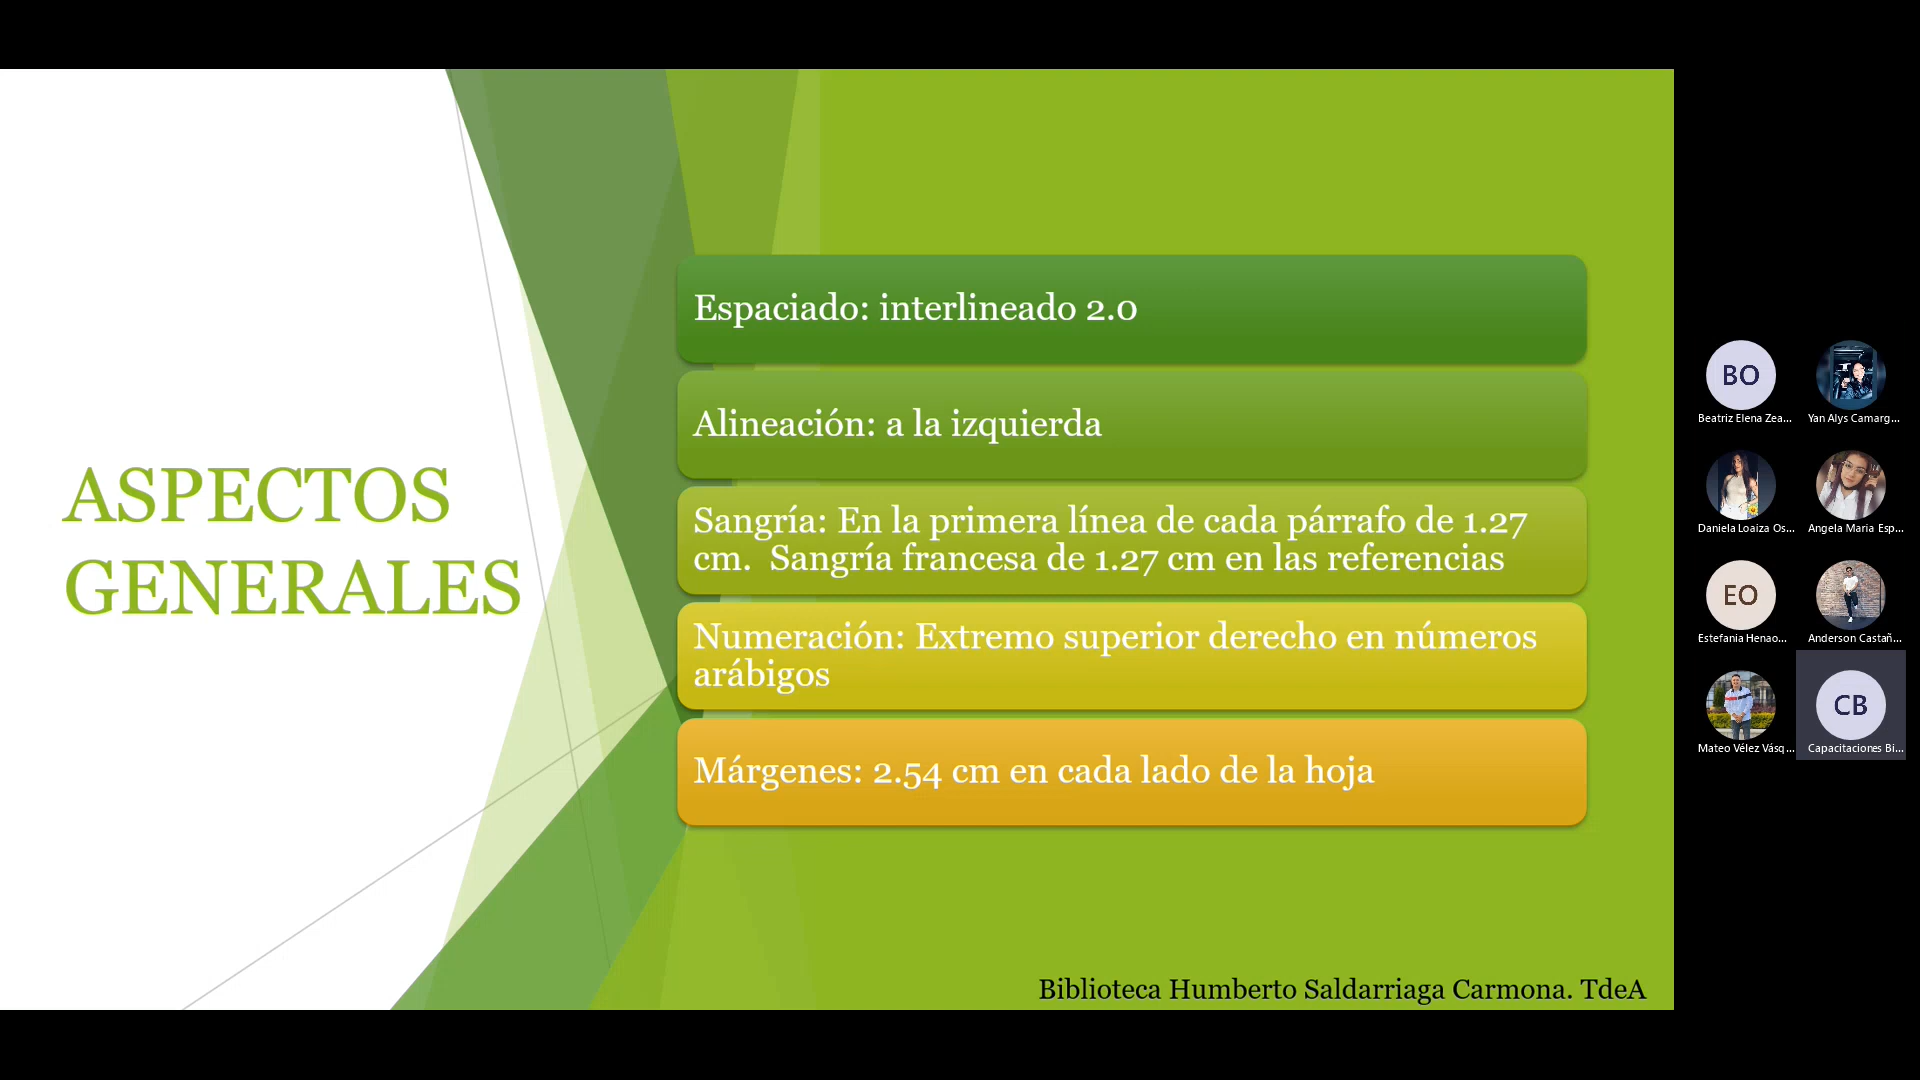 ASPECTOS
GENERALES
Espaciado: interlineado 2.0
Alineación: a la izquierda
Sangría: En la primera línea de cada párrafo de 1.27
cm.  Sangría francesa de 1.27 cm en las referencias
Numeración: Extremo superior derecho en números
arábigos
Márgenes: 2.54 cm en cada lado de la hoja
Biblioteca Humberto Saldarriaga Carmona. TdeA
BO
Beatriz Elena Zea...
Yan Alys Camarg...
Daniela Loaiza Os...
Angela Maria Esp...
EO
Estefanía Henao...
Anderson Castañ...
Mateo Vélez Vásq...
CB
Capacitaciones Bi...